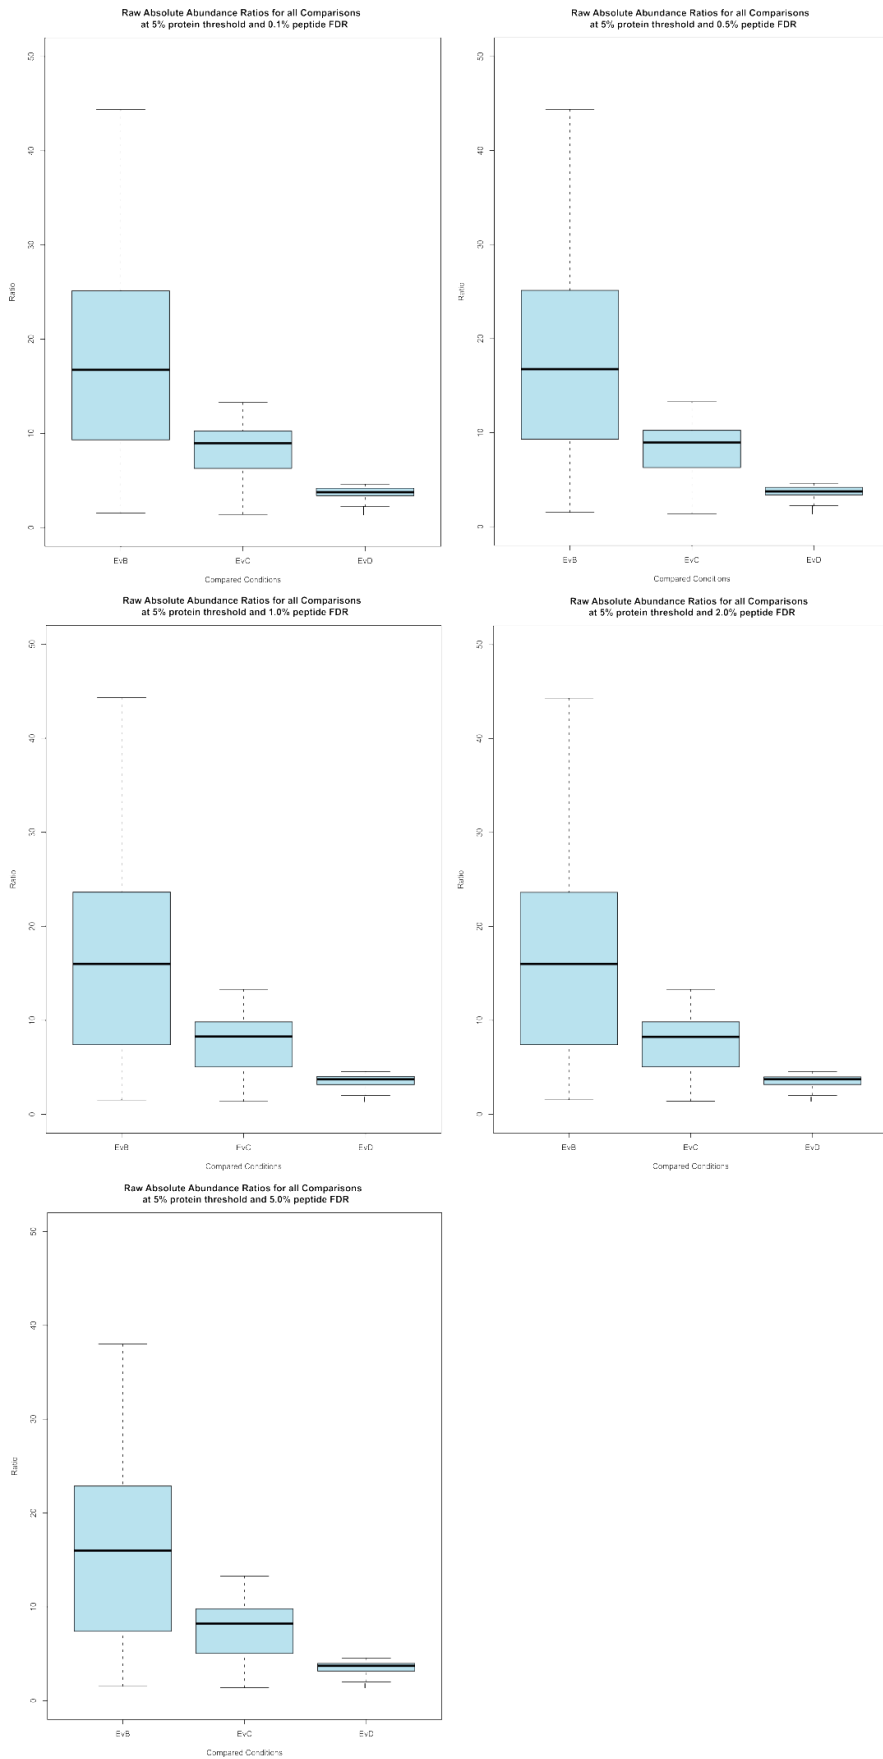 Raw Absolute Abundance Ratios for all Comparisons
at 5% protein threshold and 0.1% peptide FDR
50
40
30
20
10
0
Ratio
EvB EvC EvD
Compared Conditions
Raw Absolute Abundance Ratios for all Comparisons
at 5% protein threshold and 0.5% peptide FDR
50
40
30
20
10
0
Ratio
EvB EvC EvD
Compared Conditions
Raw Absolute Abundance Ratios for all Comparisons
at 5% protein threshold and 1.0% peptide FDR
50
40
30
20
10
0
Ratio
EvB EvC EvD
Compared Conditions
Raw Absolute Abundance Ratios for all Comparisons
at 5% protein threshold and 2.0% peptide FDR
50
40
30
20
10
0
Ratio
EvB EvC EvD
Compared Conditions
Raw Absolute Abundance Ratios for all Comparisons
at 5% protein threshold and 5.0% peptide FDR
50
40
30
20
10
0
Ratio
EvB EvC EvD
Compared Conditions